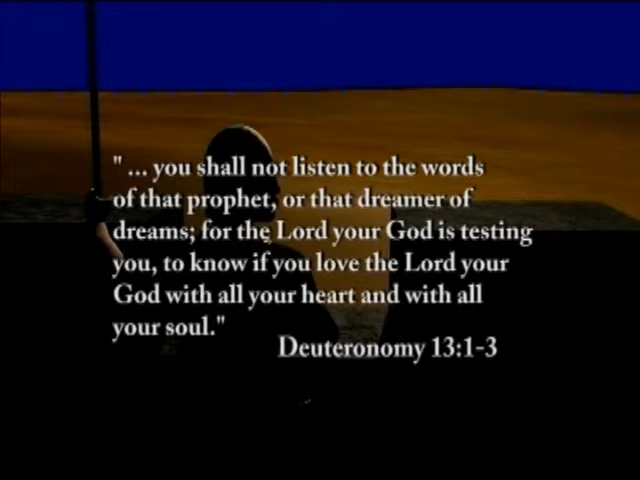 " ... you shall not listen to the words
of that prophet, or that dreamer of
dreams; for the Lord your God is testing
you, to know if you love the Lord your
God with all your heart and with all
your soul."
Deuteronomy 13:1-3